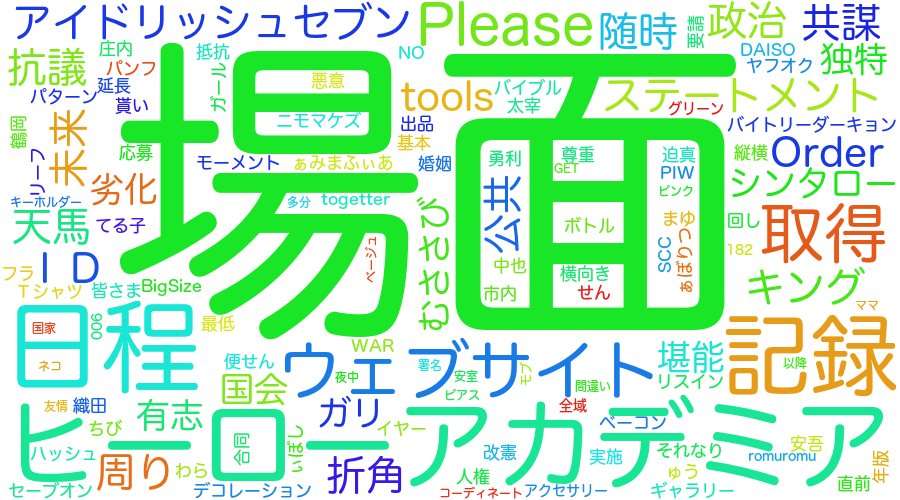 アイドリッシュセブン
Please
随時
要請
政治
共謀
抗議
庄内
パンフ
抵抗
NO
DAISO
ヤフオク
独特
延長
パターン
貰い
ガール
悪意
tools
バイブル
太宰
ステートメント
グリーン
鶴岡
未来
応募
ニモマケズ
出品
基本
バイトリーダーキョン
場面
リーフ
モーメント
ぁみまふぃあ
婚姻
勇利
尊重
GET
迫真
縦横
Order
PIW
ピンク
シンタロー
キーホルダー
劣化
多分
togetter
天馬
てる子
むささび
公共
ボトル
まゆ
回し
取得
フラ
ID
ベージュ
中也
SCC
182
Tシャツ
皆さま
BigSize
市内
横向き
せん
ぁぽりつ
キング
ママ
日程
国家
ネコ
900
最低
記録
WAR
便せん
ウェブサイト
署名
夜中
安室
モブ
堪能
リスイン
以降
国会
ピアス
間違い
全域
友情
織田
有志
ガリ
ヒーローアカデミア
ちび
合同
いぼし
イヤー
ベーコン
ハッシュ
周り
わら
折角
改憲
実施
それなり
安吾
romuromu
年版
人権
ゅう
直前
セーブオン
デコレーション
コーディネート
アクセサリー
ギャラリー